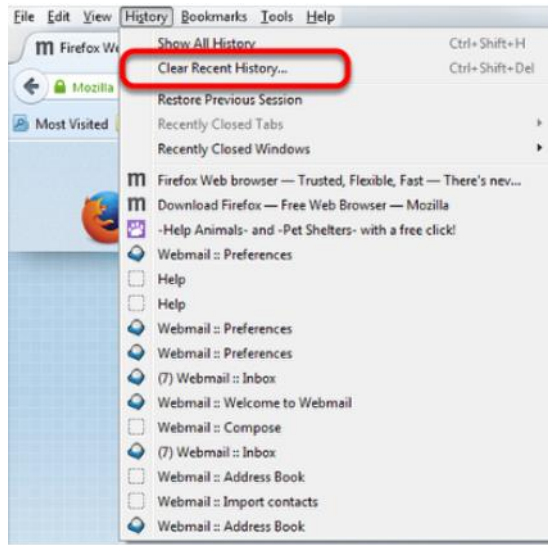 File Edit View History Bookmarks Tools Help
Firefox We
Show All History Ctrl+Shift+H
Clear Recent History... Ctrl+Shift+Del
Mozilla
Restore Previous Session
Most Visited
Recently Closed Tabs
Recently Closed Windows
Firefox Web browser — Trusted, Flexible, Fast — There's nev...
Download Firefox — Free Web Browser — Mozilla
-Help Animals- and -Pet Shelters- with a free click!
Webmail :: Preferences
Help
Help
Webmail :: Preferences
Webmail :: Preferences
(7) Webmail :: Inbox
Webmail :: Welcome to Webmail
Webmail :: Compose
(7) Webmail :: Inbox
Webmail :: Address Book
Webmail :: Import contacts
Webmail :: Address Book